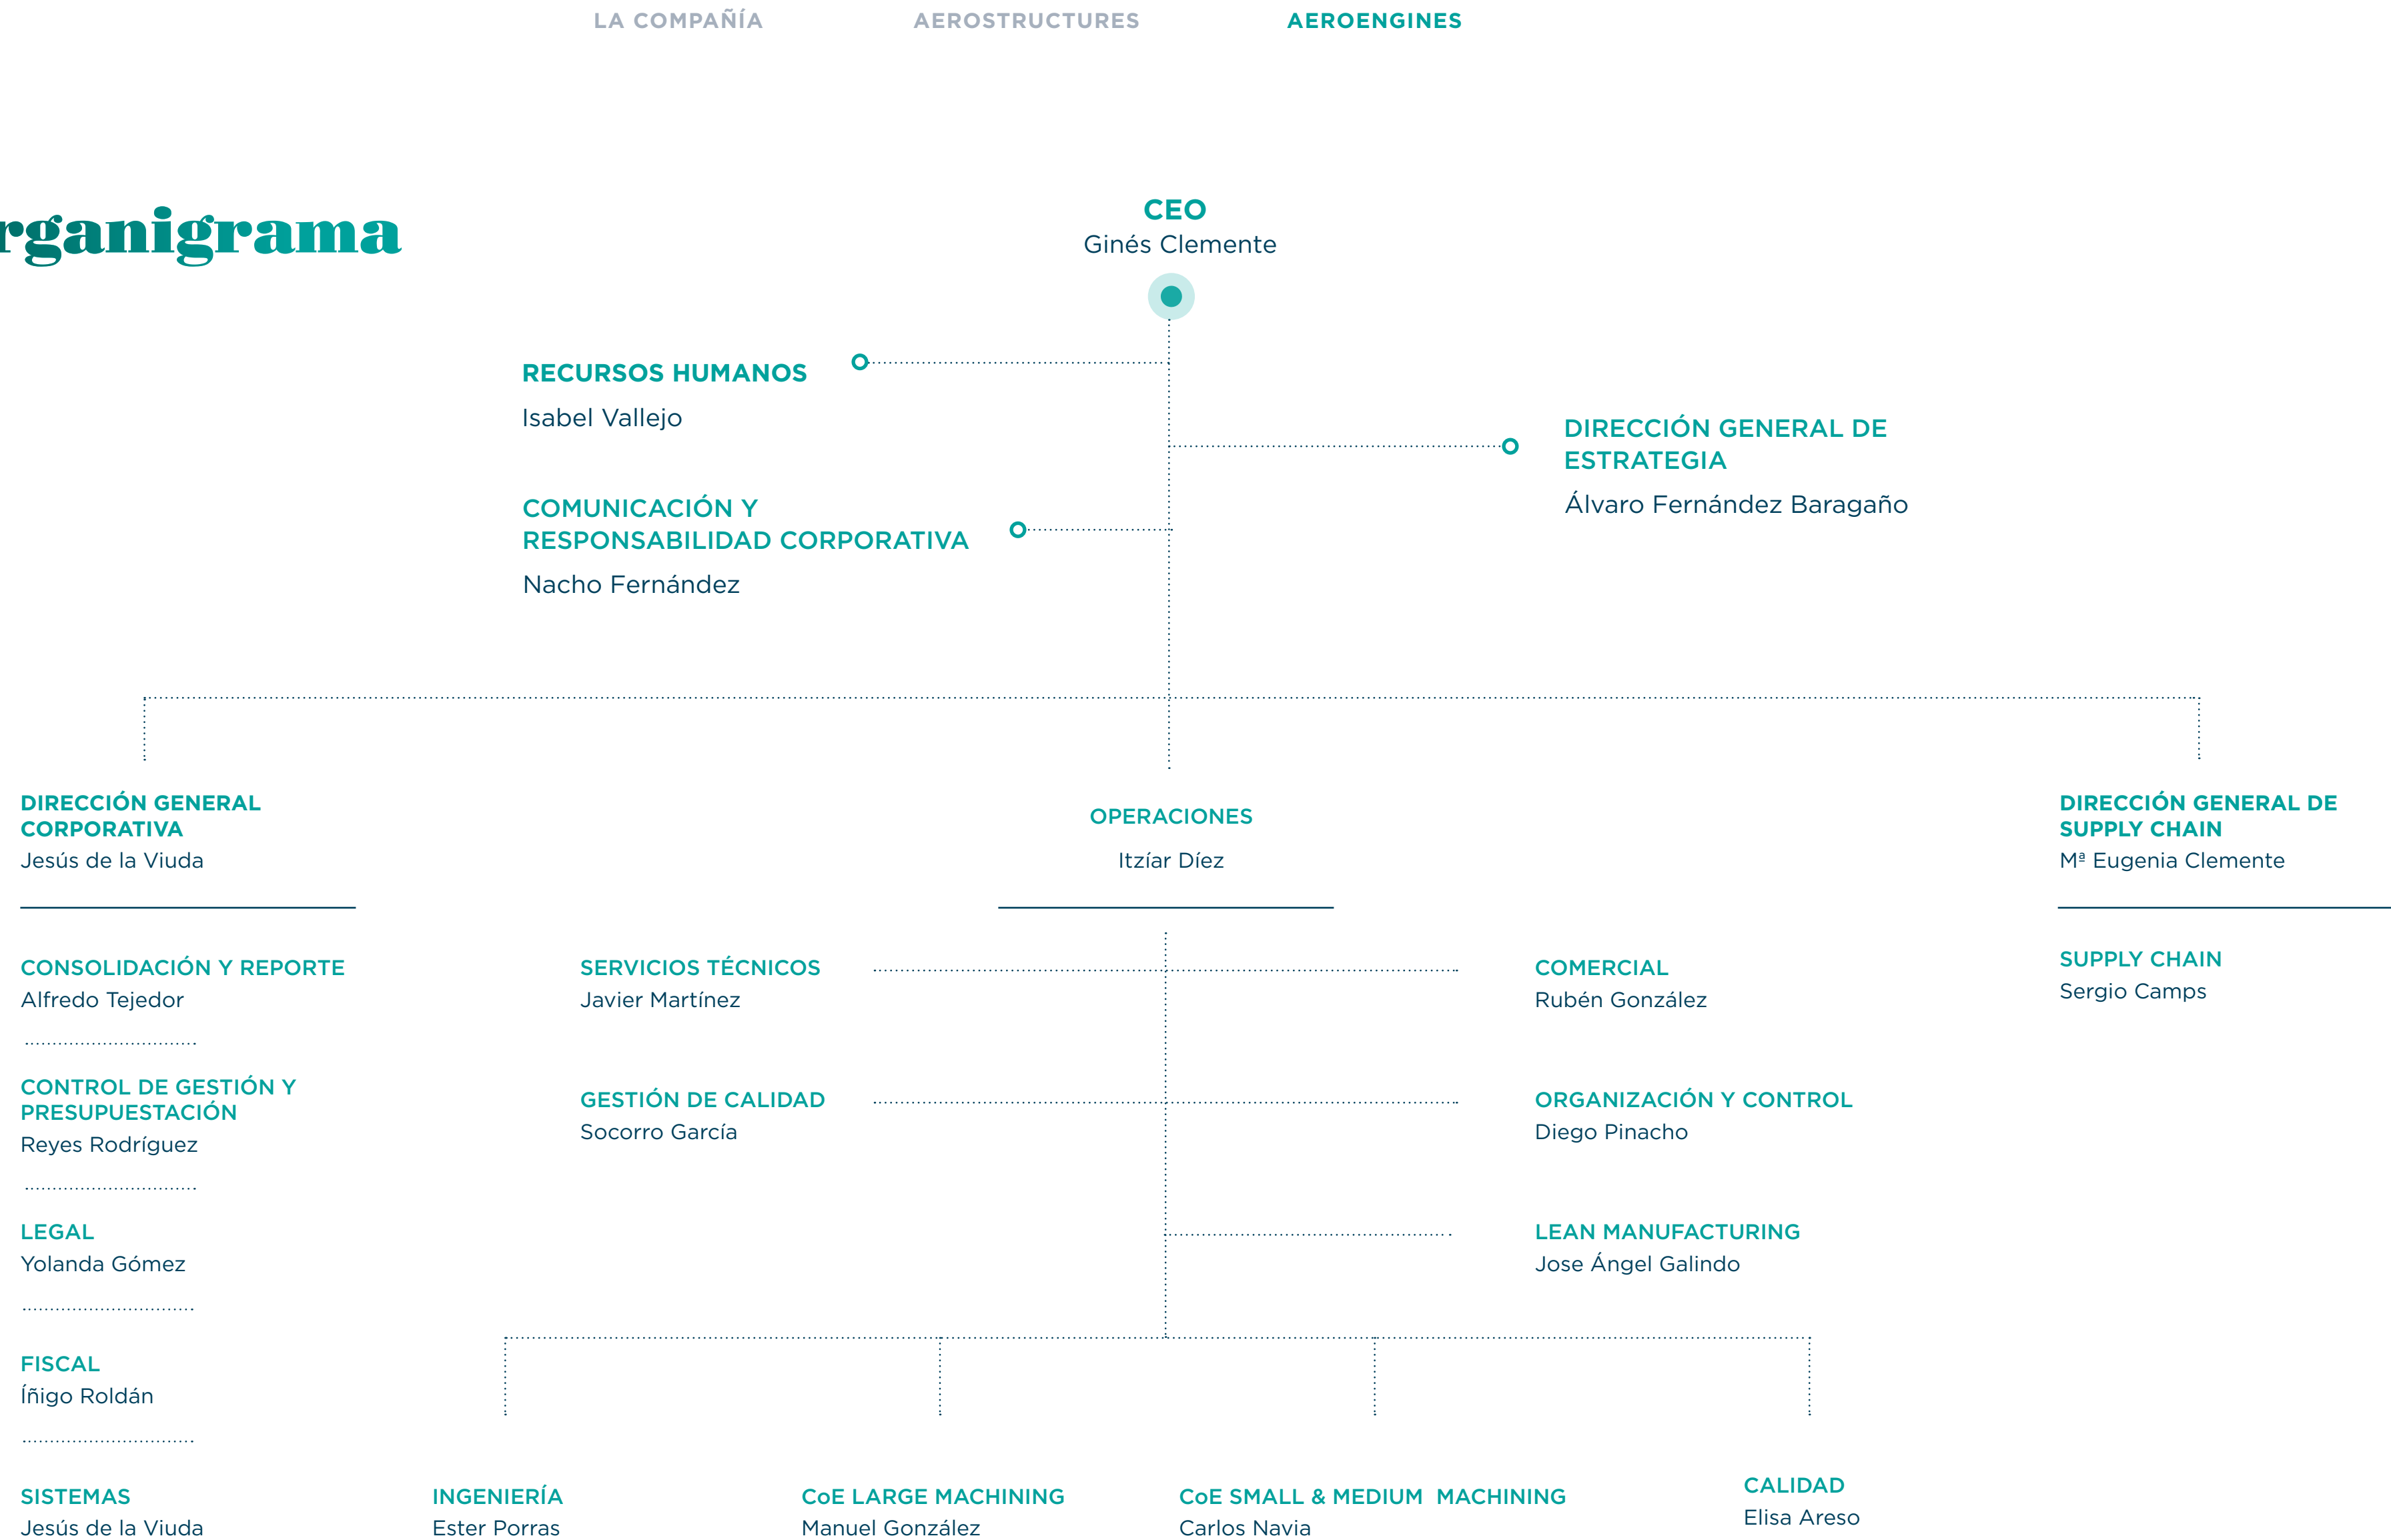 LA COMPAÑÍA
AEROSTRUCTURES
AEROENGINES
rganigrama
CEO
Ginés Clemente
RECURSOS HUMANOS
Isabel Vallejo
DIRECCIÓN GENERAL DE
ESTRATEGIA
Álvaro Fernández Baragaño
COMUNICACIÓN Y
RESPONSABILIDAD CORPORATIVA
Nacho Fernández
DIRECCIÓN GENERAL
CORPORATIVA
Jesús de la Viuda
OPERACIONES
Itzíar Díez
DIRECCIÓN GENERAL DE
SUPPLY CHAIN
Mª Eugenia Clemente
CONSOLIDACIÓN Y REPORTE
Alfredo Tejedor
SERVICIOS TÉCNICOS
Javier Martínez
COMERCIAL
Rubén González
SUPPLY CHAIN
Sergio Camps
CONTROL DE GESTIÓN Y
PRESUPUESTACIÓN
Reyes Rodríguez
GESTIÓN DE CALIDAD
Socorro García
ORGANIZACIÓN Y CONTROL
Diego Pinacho
LEGAL
Yolanda Gómez
LEAN MANUFACTURING
Jose Ángel Galindo
FISCAL
Íñigo Roldán
SISTEMAS
Jesús de la Viuda
INGENIERÍA
Ester Porras
CoE LARGE MACHINING
Manuel González
CoE SMALL & MEDIUM MACHINING
Carlos Navia
CALIDAD
Elisa Areso